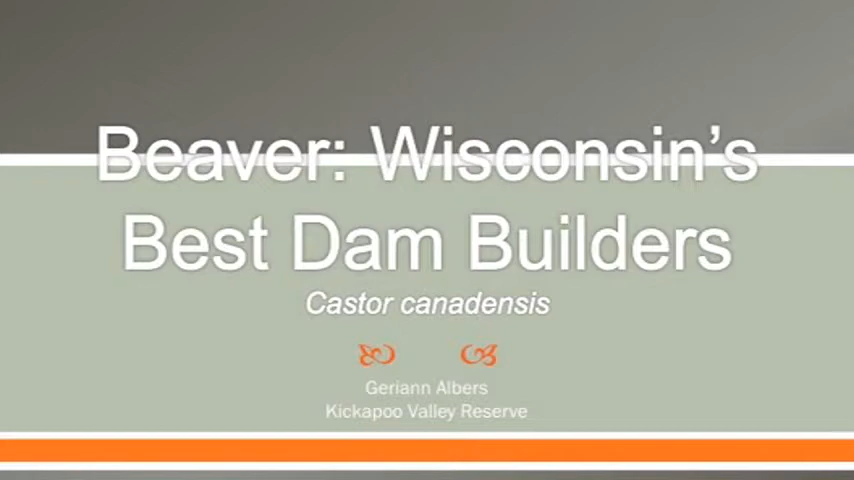 Beaver: Wisconsin's
Best Dam Builders
Castor canadensis
Geriann Albers
Kickapoo Valley Reserve